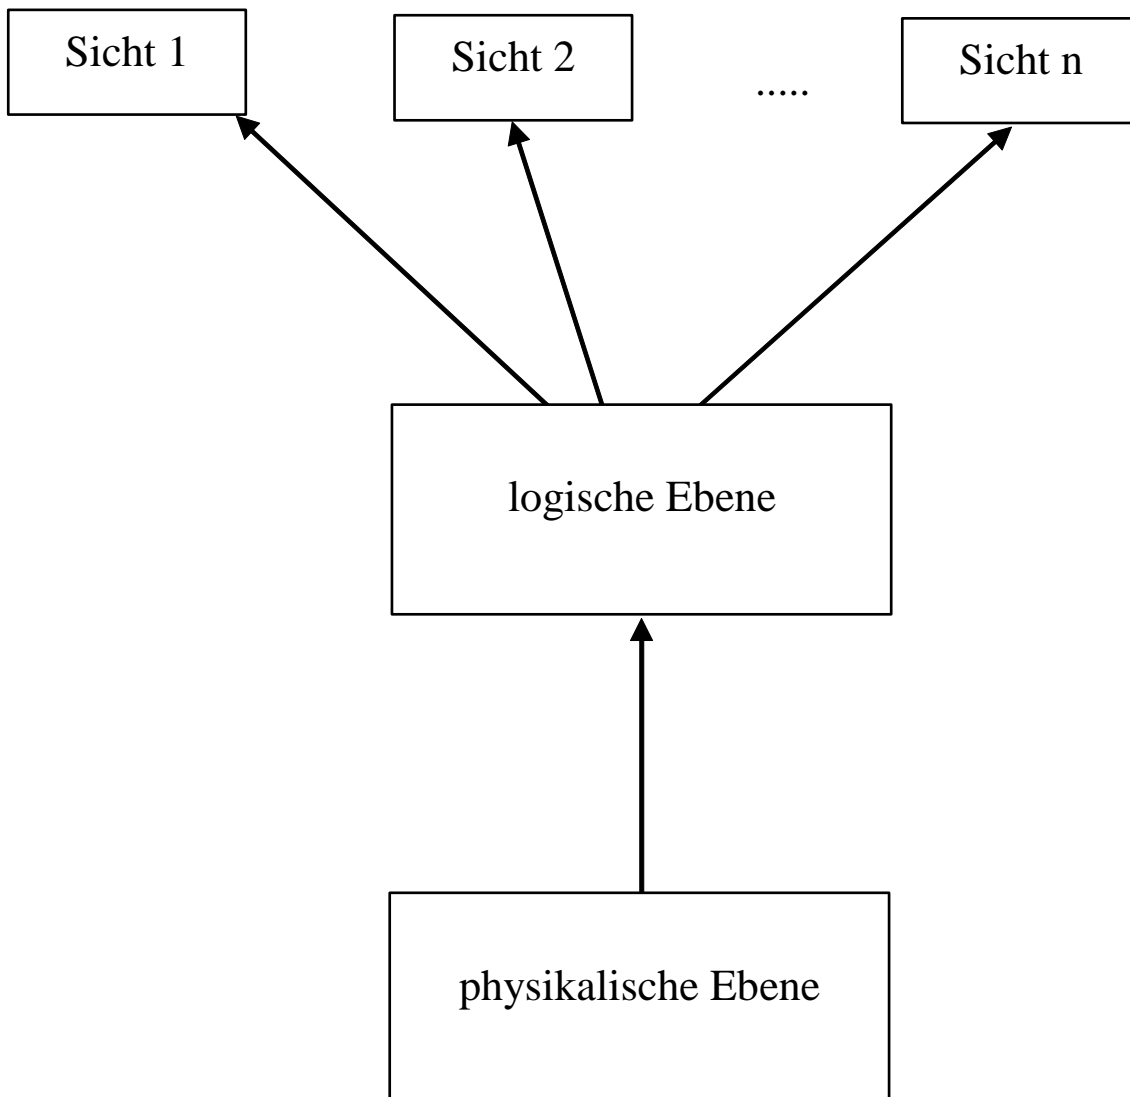 Sicht 1
Sicht 2
.....
Sicht n
logische Ebene
physikalische Ebene